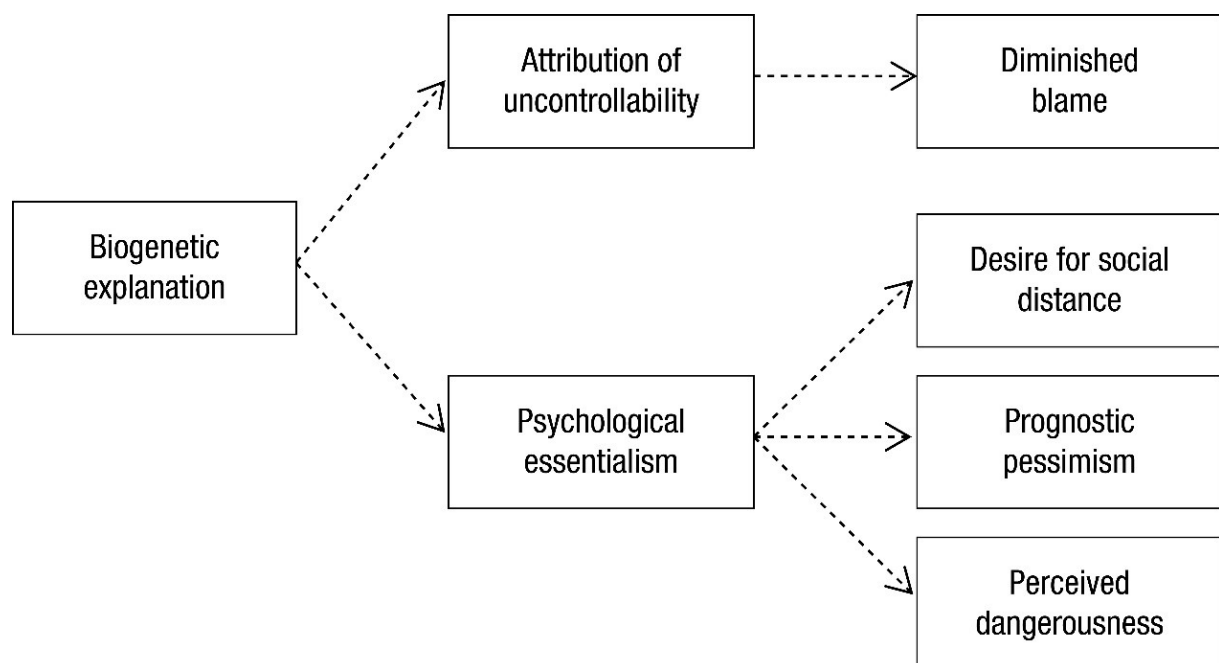 Attribution of
uncontrollability
Diminished
blame
Biogenetic
explanation
Desire for social
distance
Psychological
essentialism
Prognostic
pessimism
Perceived
dangerousness